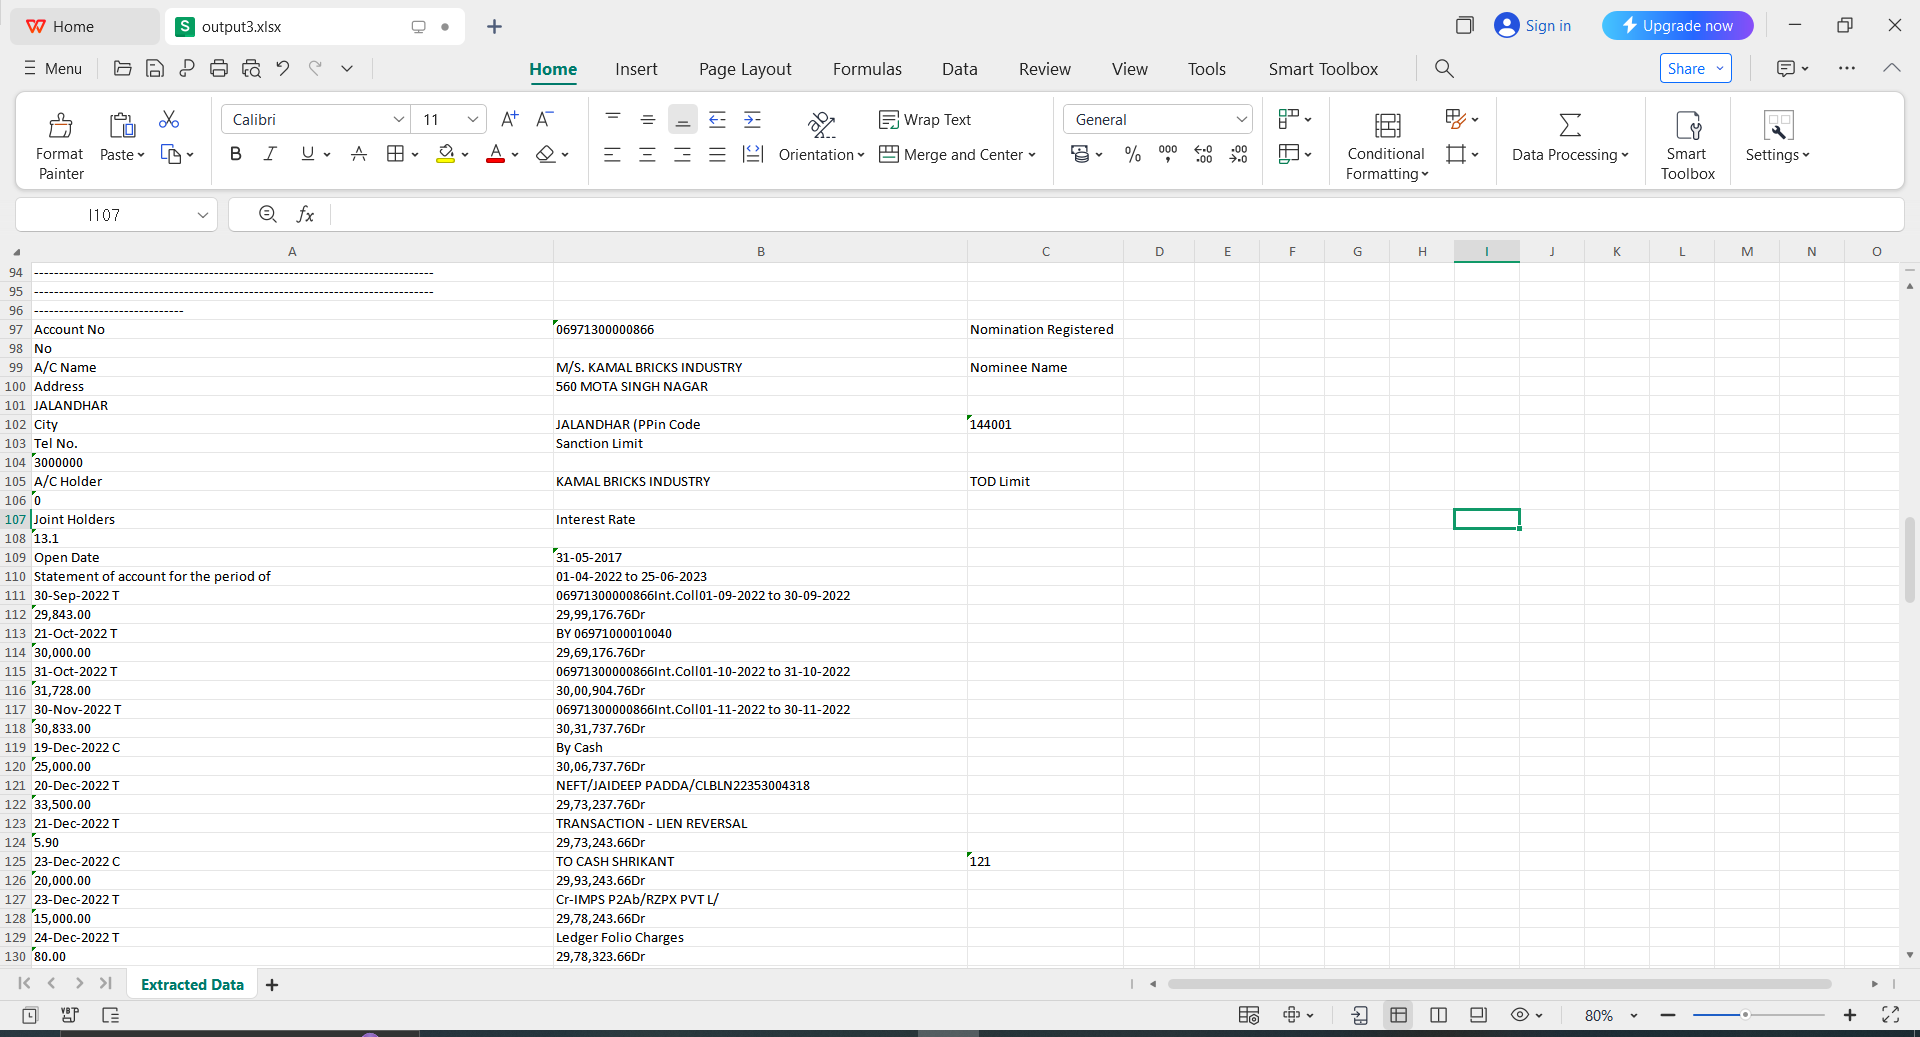 Home
output3.xlsx
Sign in
Upgrade now
Menu
Home Insert Page Layout Formulas Data Review View Tools Smart Toolbox
Share
Format Painter
Paste
Calibri 11
Orientation
Wrap Text
Merge and Center
General
Conditional Formatting
Data Processing
Smart Toolbox
Settings
I107
A B C D E F G H I J K L M N O
94 --------------------------------------------------------------------------------
95 --------------------------------------------------------------------------------
96 ------------------------------
97 Account No 06971300000866 Nomination Registered
98 No
99 A/C Name M/S. KAMAL BRICKS INDUSTRY Nominee Name
100 Address 560 MOTA SINGH NAGAR
101 JALANDHAR
102 City JALANDHAR (PPin Code 144001
103 Tel No. Sanction Limit
104 3000000
105 A/C Holder KAMAL BRICKS INDUSTRY TOD Limit
106 0
107 Joint Holders Interest Rate
108 13.1
109 Open Date 31-05-2017
110 Statement of account for the period of 01-04-2022 to 25-06-2023
111 30-Sep-2022 T 06971300000866Int.Coll01-09-2022 to 30-09-2022
112 29,843.00 29,99,176.76Dr
113 21-Oct-2022 T BY 06971000010040
114 30,000.00 29,69,176.76Dr
115 31-Oct-2022 T 06971300000866Int.Coll01-10-2022 to 31-10-2022
116 31,728.00 30,00,904.76Dr
117 30-Nov-2022 T 06971300000866Int.Coll01-11-2022 to 30-11-2022
118 30,833.00 30,31,737.76Dr
119 19-Dec-2022 C By Cash
120 25,000.00 30,06,737.76Dr
121 20-Dec-2022 T NEFT/JAIDEEP PADDA/CLBLN22353004318
122 33,500.00 29,73,237.76Dr
123 21-Dec-2022 T TRANSACTION - LIEN REVERSAL
124 5.90 29,73,243.66Dr
125 23-Dec-2022 C TO CASH SHRIKANT 121
126 20,000.00 29,93,243.66Dr
127 23-Dec-2022 T Cr-IMPS P2Ab/RZPX PVT L/
128 15,000.00 29,78,243.66Dr
129 24-Dec-2022 T Ledger Folio Charges
130 80.00 29,78,323.66Dr
Extracted Data
80%